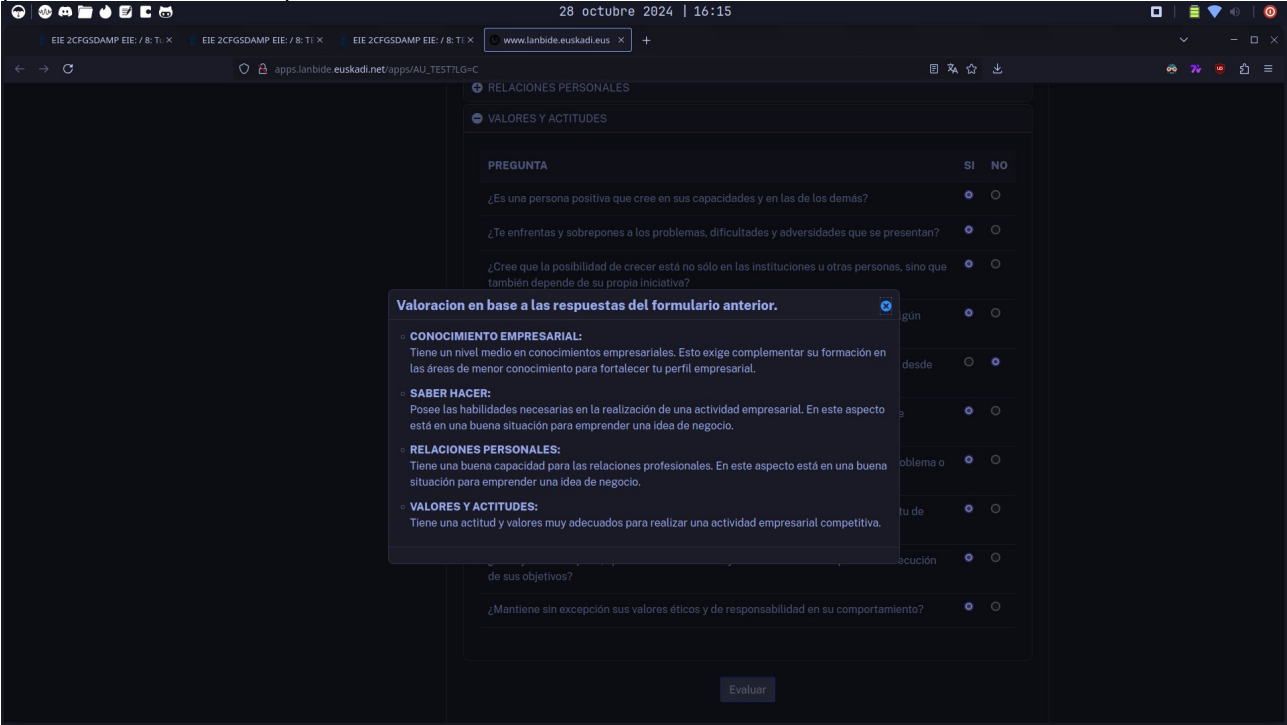 28 octubre 2024 | 16:15
EIE 2CFGSDAMP EIE: / 8: Tu
EIE 2CFGSDAMP EIE: / 8: TE
EIE 2CFGSDAMP EIE: / 8: TE
www.lanbide.euskadi.eus
apps.lanbide.euskadi.net/apps/AU_TEST?LG=C
RELACIONES PERSONALES
VALORES Y ACTITUDES
PREGUNTA SI NO
¿Es una persona positiva que cree en sus capacidades y en las de los demás?
¿Te enfrentas y sobrepones a los problemas, dificultades y adversidades que se presentan?
¿Cree que la posibilidad de crecer está no sólo en las instituciones u otras personas, sino que
también depende de su propia iniciativa?
Valoracion en base a las respuestas del formulario anterior.
CONOCIMIENTO EMPRESARIAL:
Tiene un nivel medio en conocimientos empresariales. Esto exige complementar su formación en
las áreas de menor conocimiento para fortalecer tu perfil empresarial.
desde
SABER HACER:
Posee las habilidades necesarias en la realización de una actividad empresarial. En este aspecto
está en una buena situación para emprender una idea de negocio.
RELACIONES PERSONALES:
Tiene una buena capacidad para las relaciones profesionales. En este aspecto está en una buena
situación para emprender una idea de negocio.
VALORES Y ACTITUDES:
tu de
Tiene una actitud y valores muy adecuados para realizar una actividad empresarial competitiva.
de sus objetivos?
¿Mantiene sin excepción sus valores éticos y de responsabilidad en su comportamiento?
Evaluar